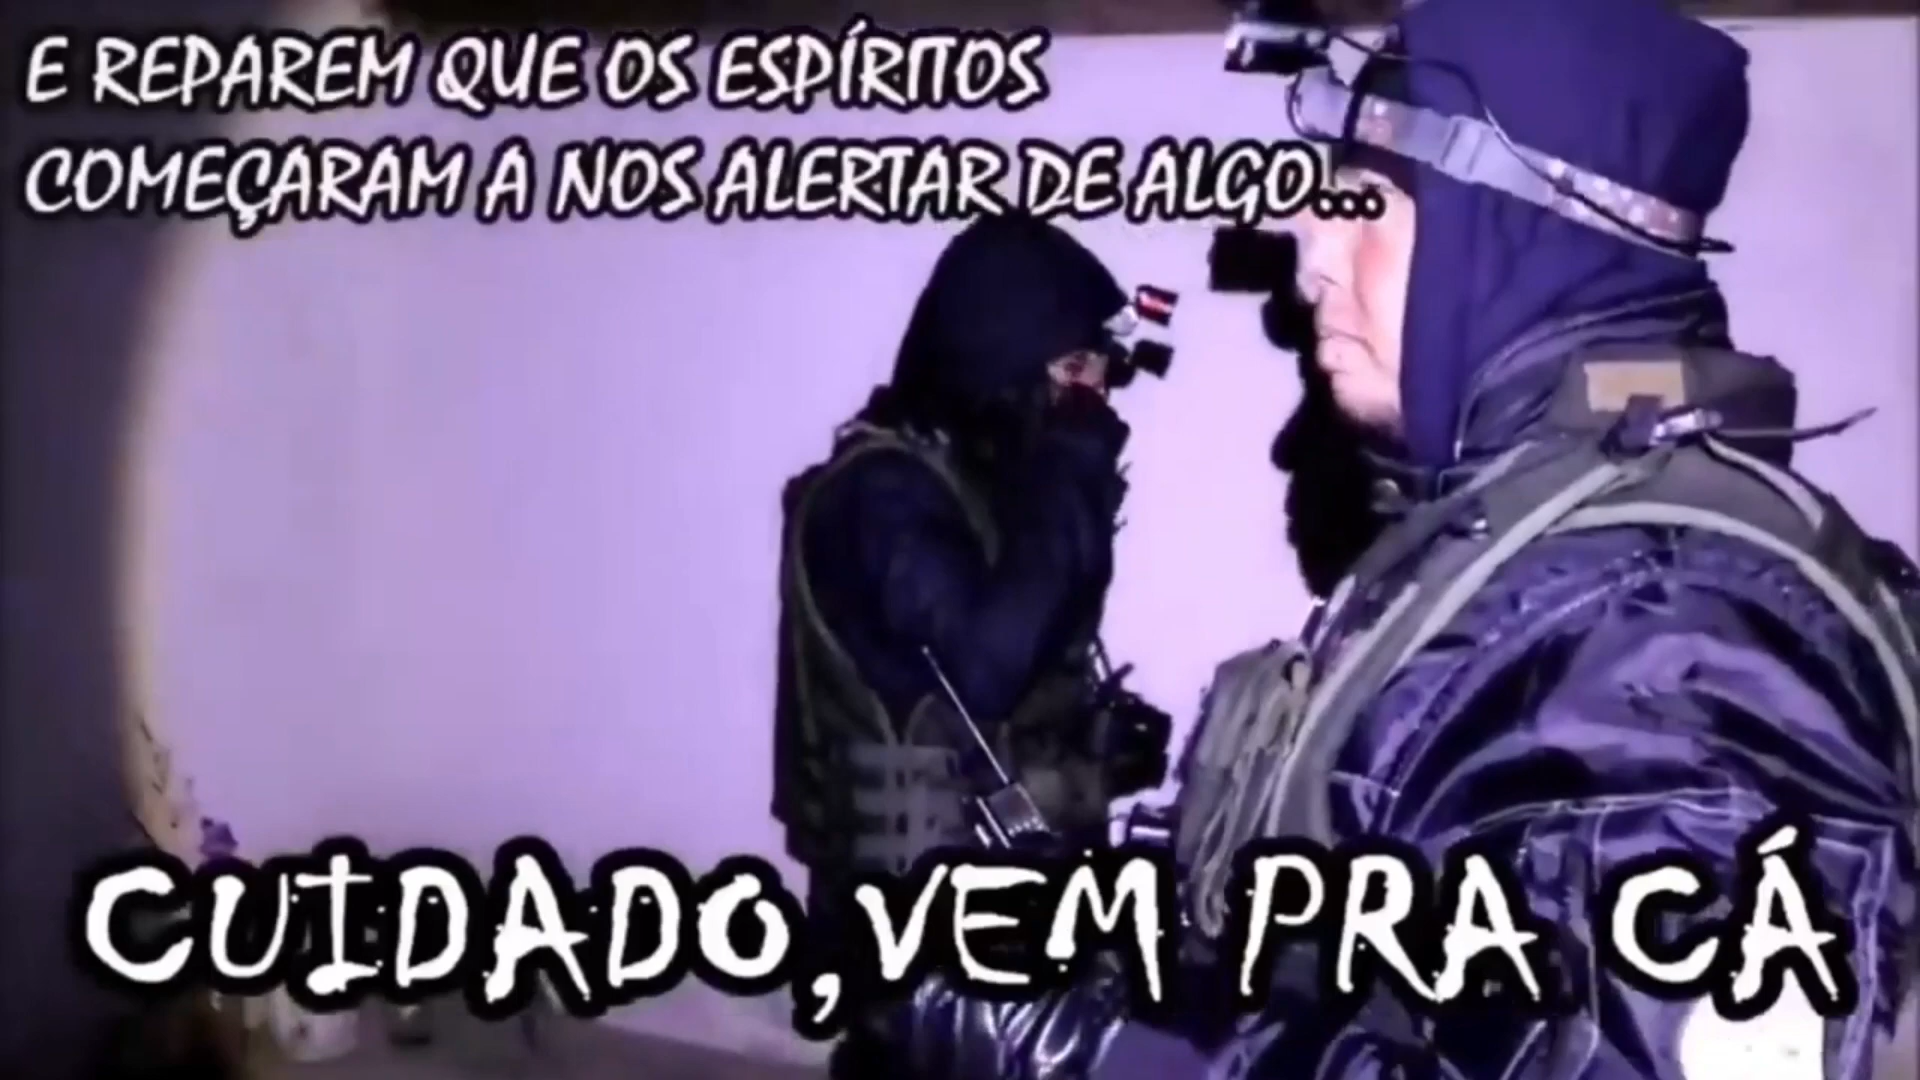 E REPAREM QUE OS ESPÍRITOS
COMEÇARAM A NOS ALERTAR DE ALGO...
CUIDADO,VEM PRA CÁ